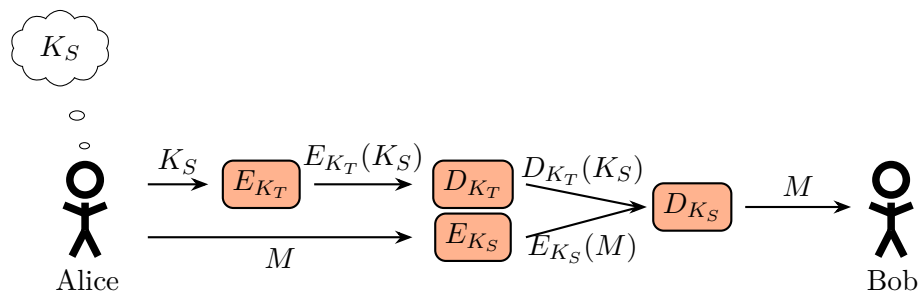 K_S
K_S
E_{K_T}
E_{K_T}(K_S)
D_{K_T}
D_{K_T}(K_S)
M
E_{K_S}
E_{K_S}(M)
D_{K_S}
M
Alice
Bob